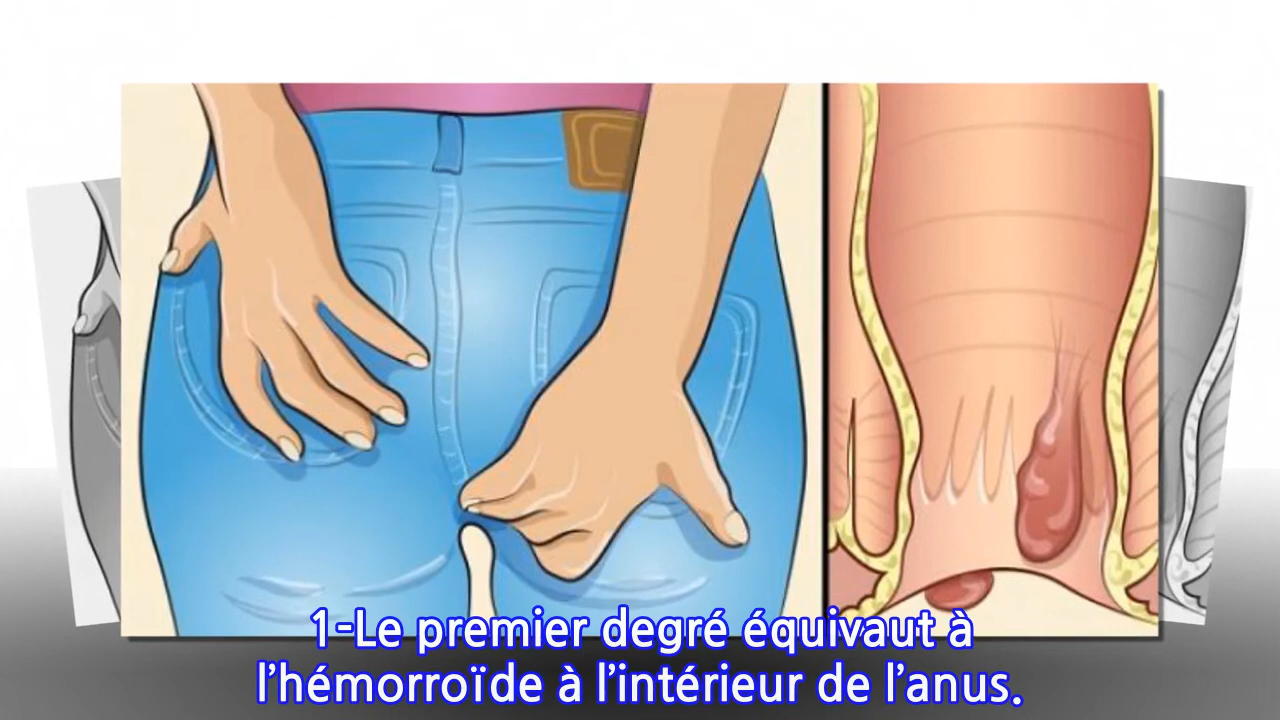 1-Le premier degré équivaut à
l'hémorroïde à l'intérieur de l'anus.